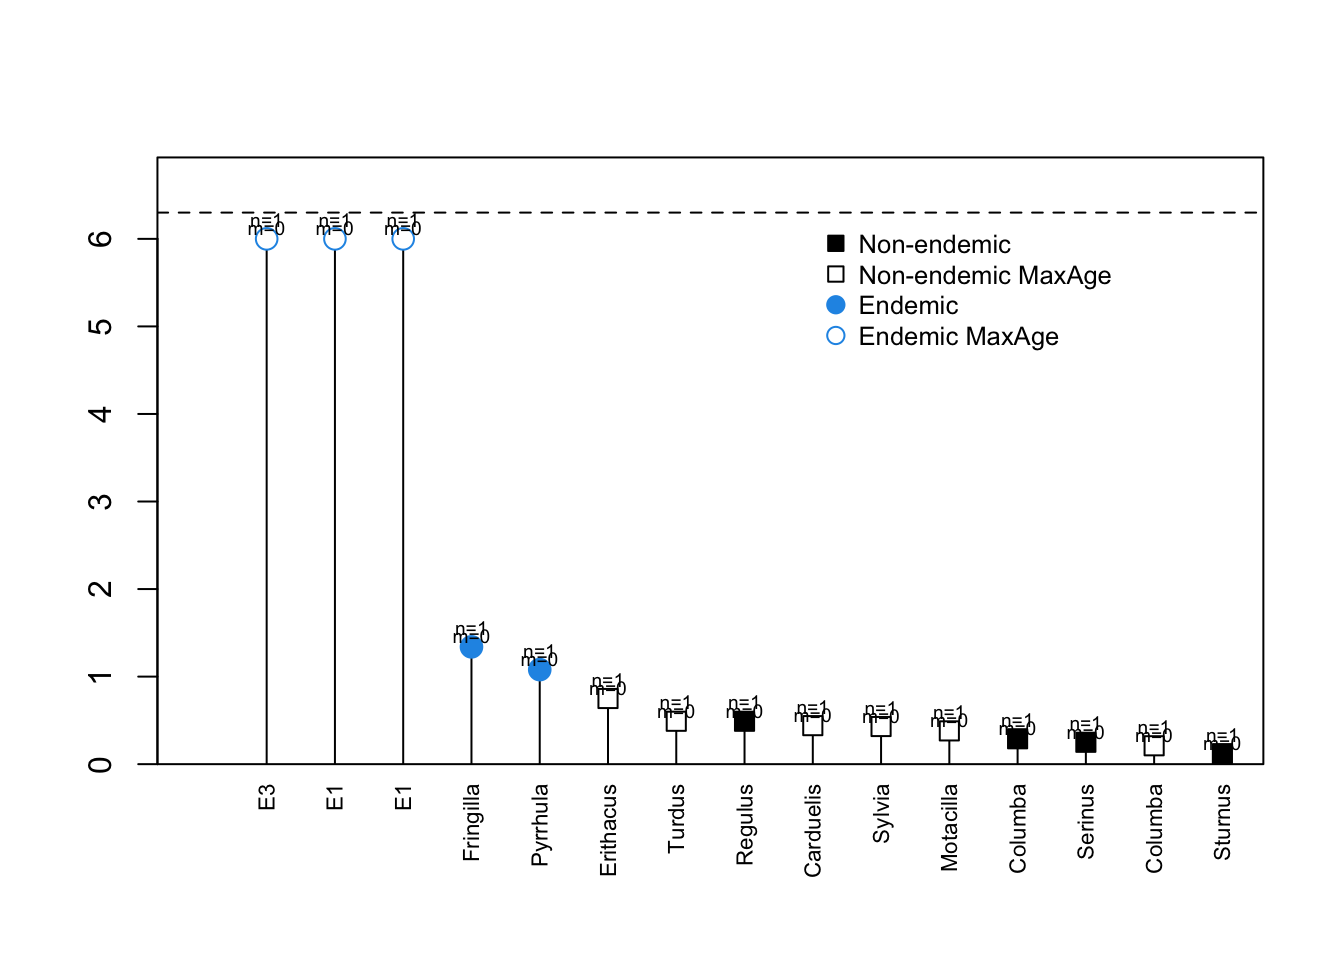 n=1 n=1 n=1
m=0 m=0 m=0
6
5
4
3
2
1
0
Non-endemic
Non-endemic MaxAge
Endemic
Endemic MaxAge
n=1
m=0
n=1
m=0
n=1
m=0
n=1
m=0
n=1
m=0
n=1
m=0
n=1
m=0
n=1
m=0
n=1
m=0
n=1
m=0
n=1
m=0
n=1
m=0
E3
E1
E1
Fringilla
Pyrrhula
Erithacus
Turdus
Regulus
Carduelis
Sylvia
Motacilla
Columba
Serinus
Columba
Sturnus